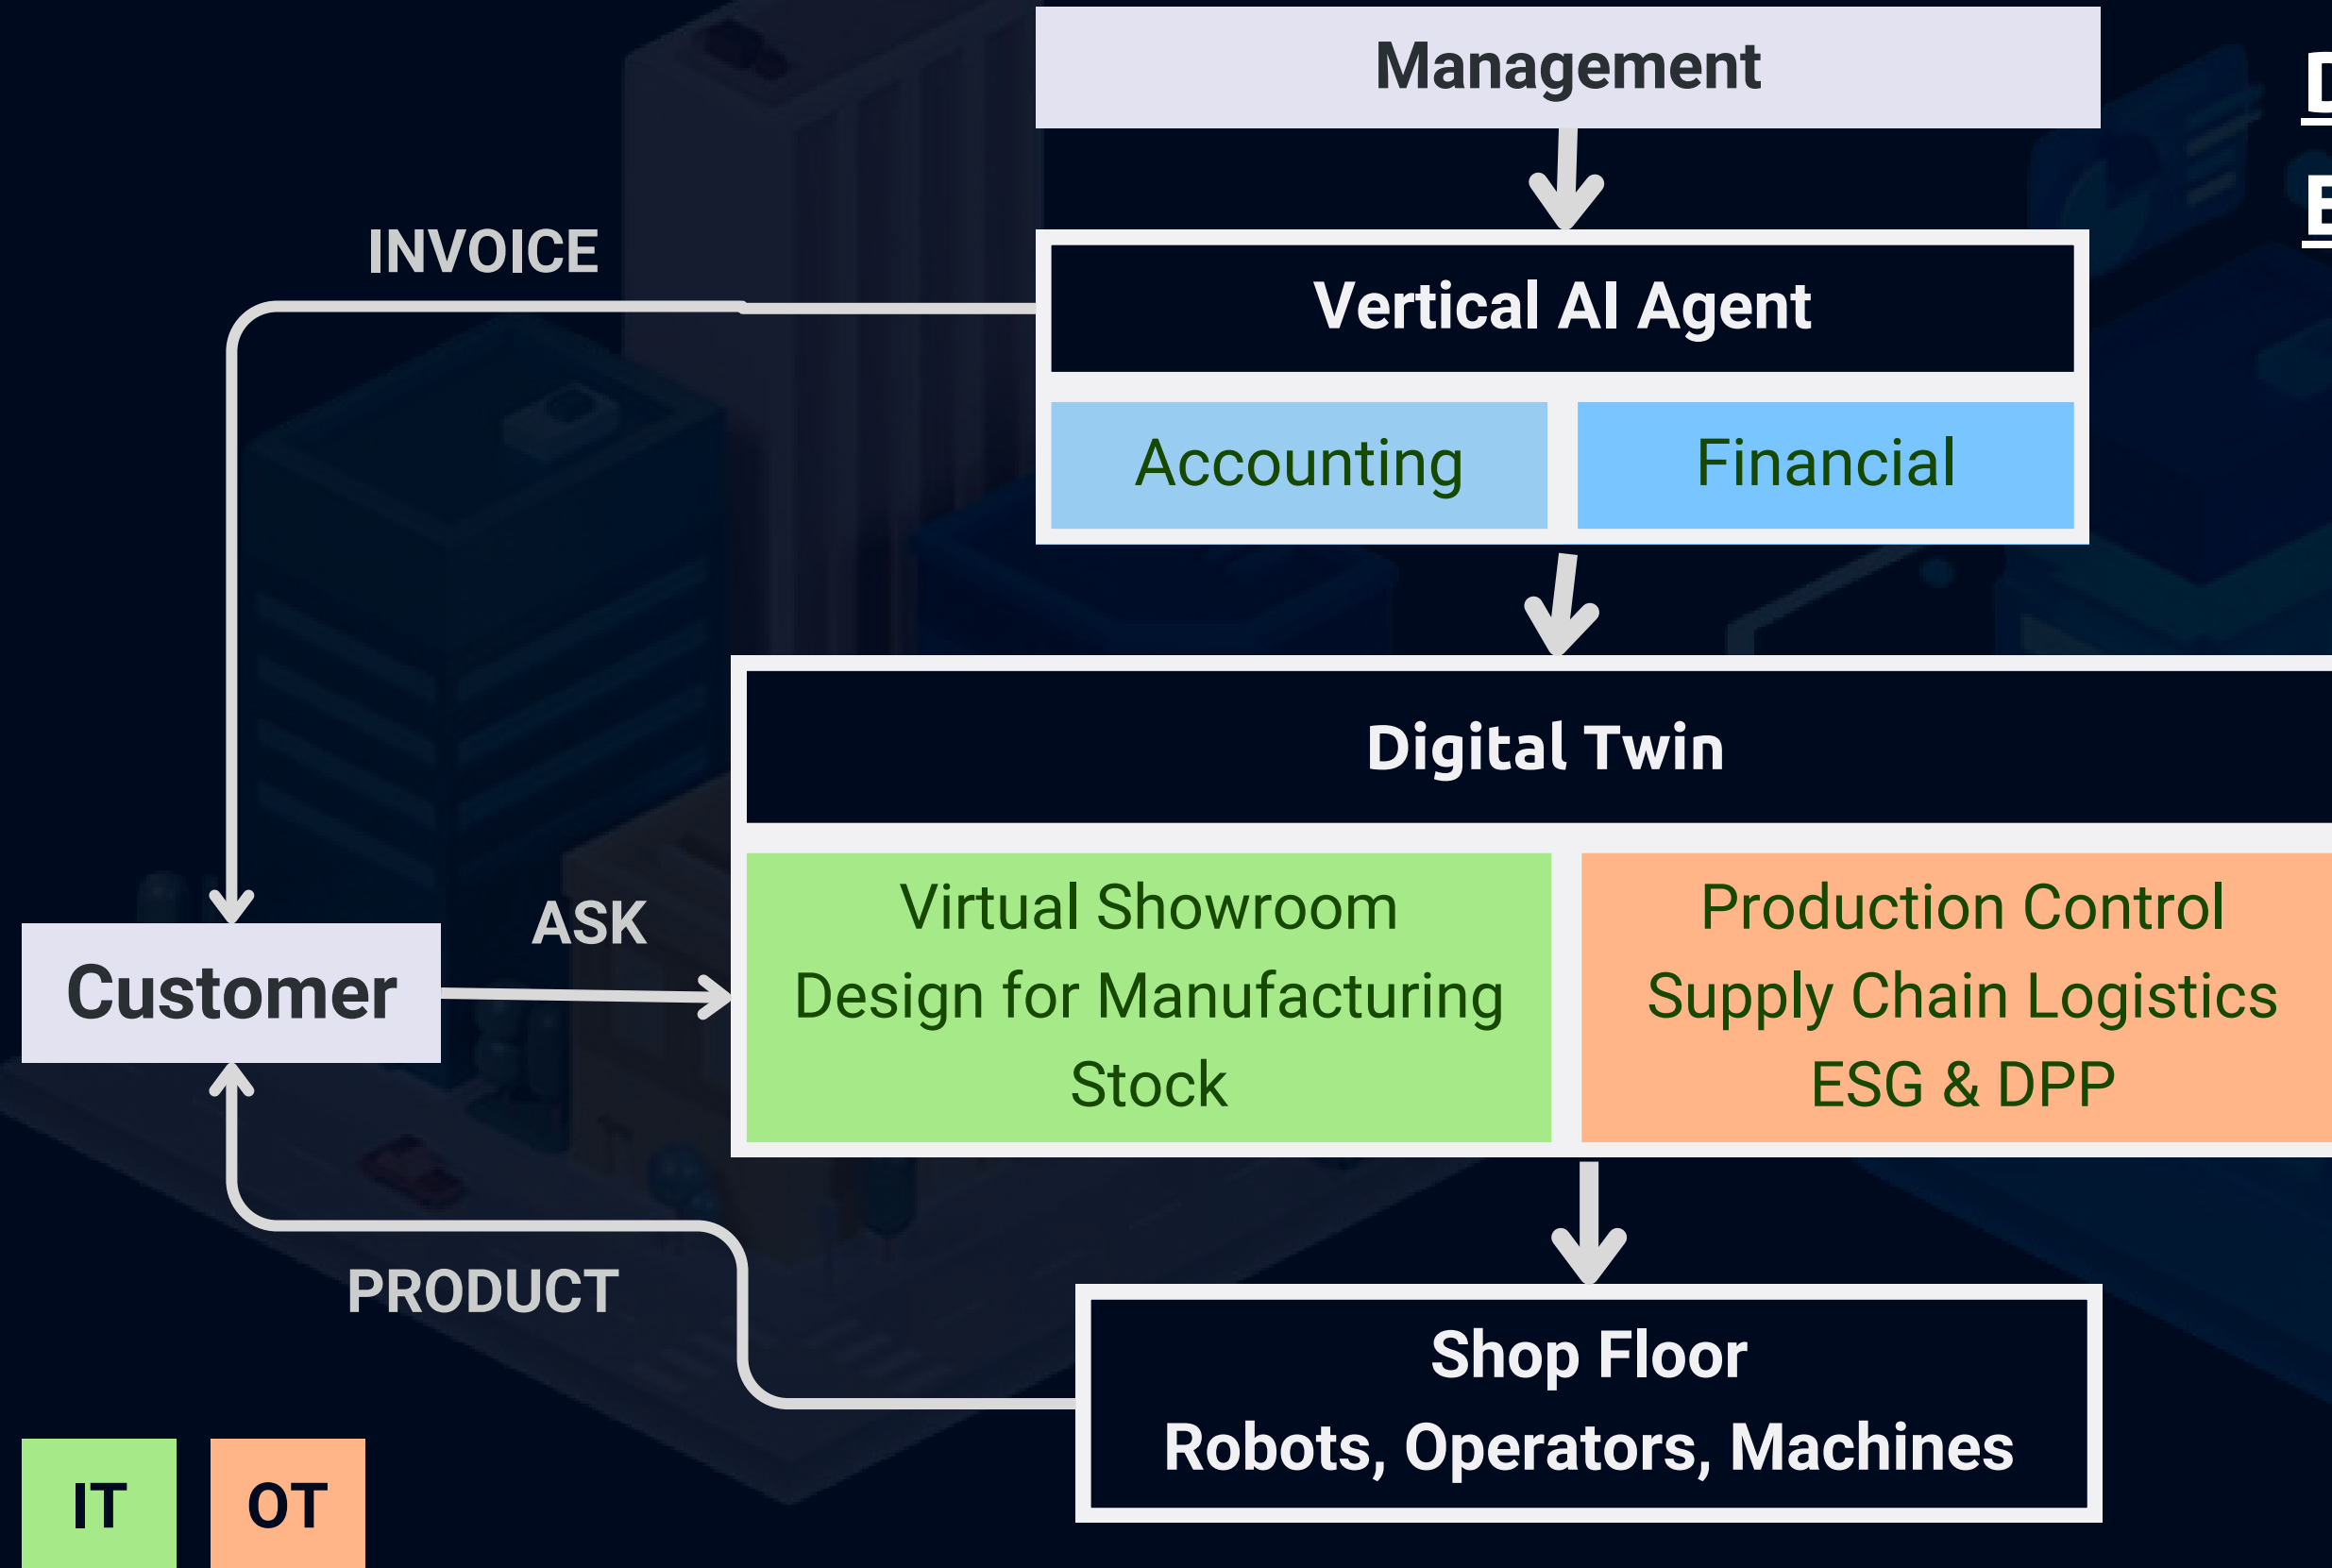 Management
INVOICE
Vertical AI Agent
Accounting
Financial
Digital Twin
Virtual Showroom
Design for Manufacturing
Stock
Production Control
Supply Chain Logistics
ESG & DPP
ASK
Customer
PRODUCT
Shop Floor
Robots, Operators, Machines
IT
OT